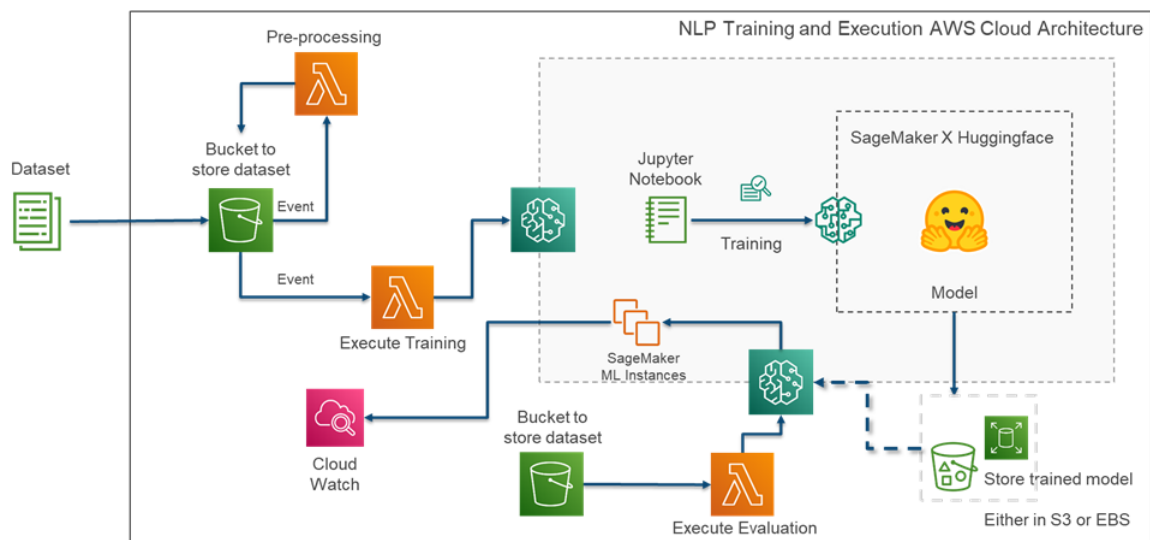 NLP Training and Execution AWS Cloud Architecture
Pre-processing
Bucket to
store dataset
Dataset
Event
Event
Execute Training
Jupyter
Notebook
Training
SageMaker X Huggingface
Model
SageMaker
ML Instances
Cloud
Watch
Bucket to
store dataset
Execute Evaluation
Store trained model
Either in S3 or EBS